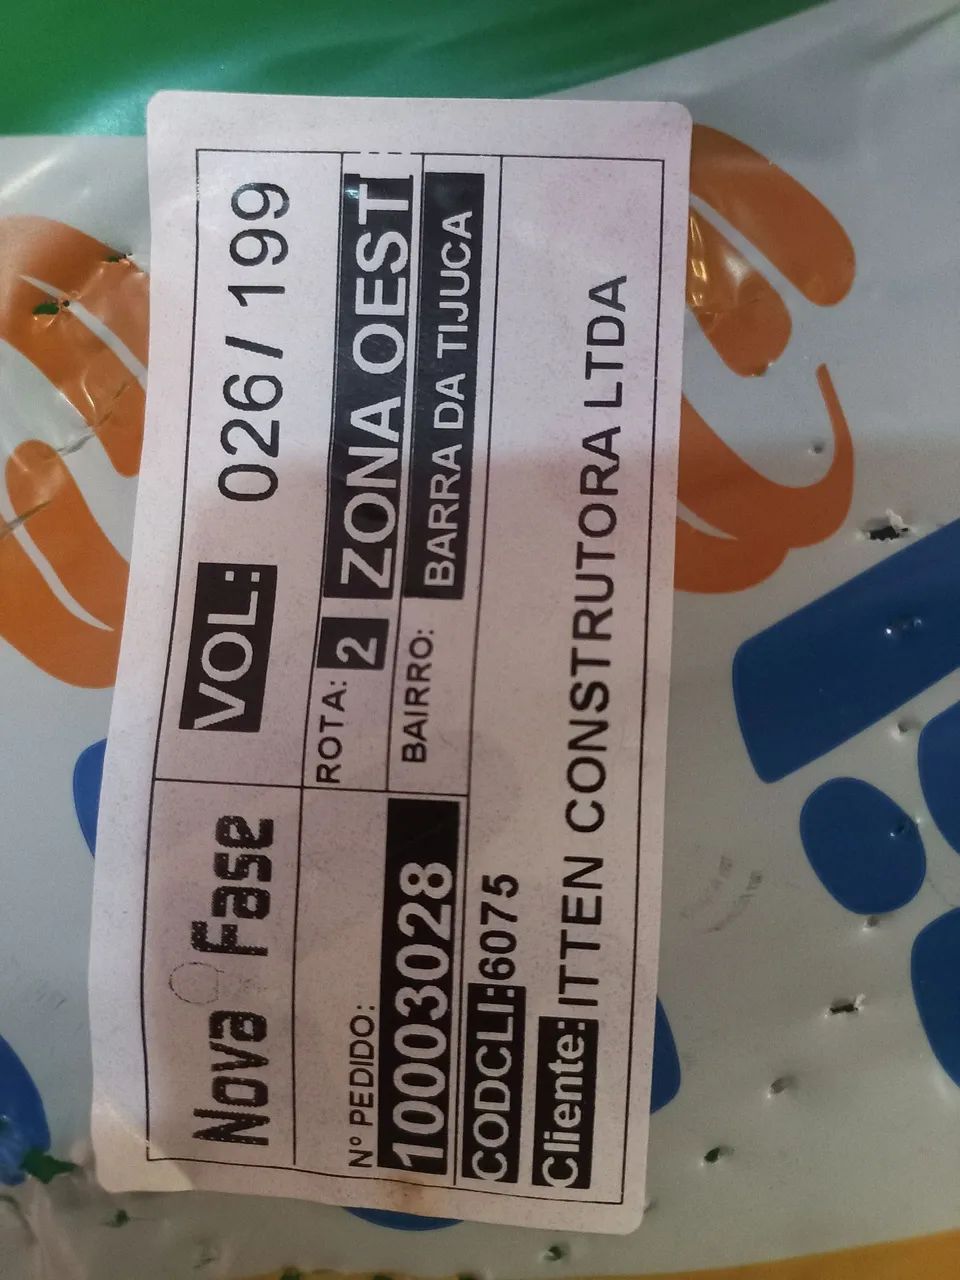 Nova Fase
VOL: 026/199
Nº PEDIDO:
10003028
ROTA: 2 ZONA OEST
BAIRRO: BARRA DA TIJUCA
CODCLI:6075
Cliente:ITTEN CONSTRUTORA LTDA